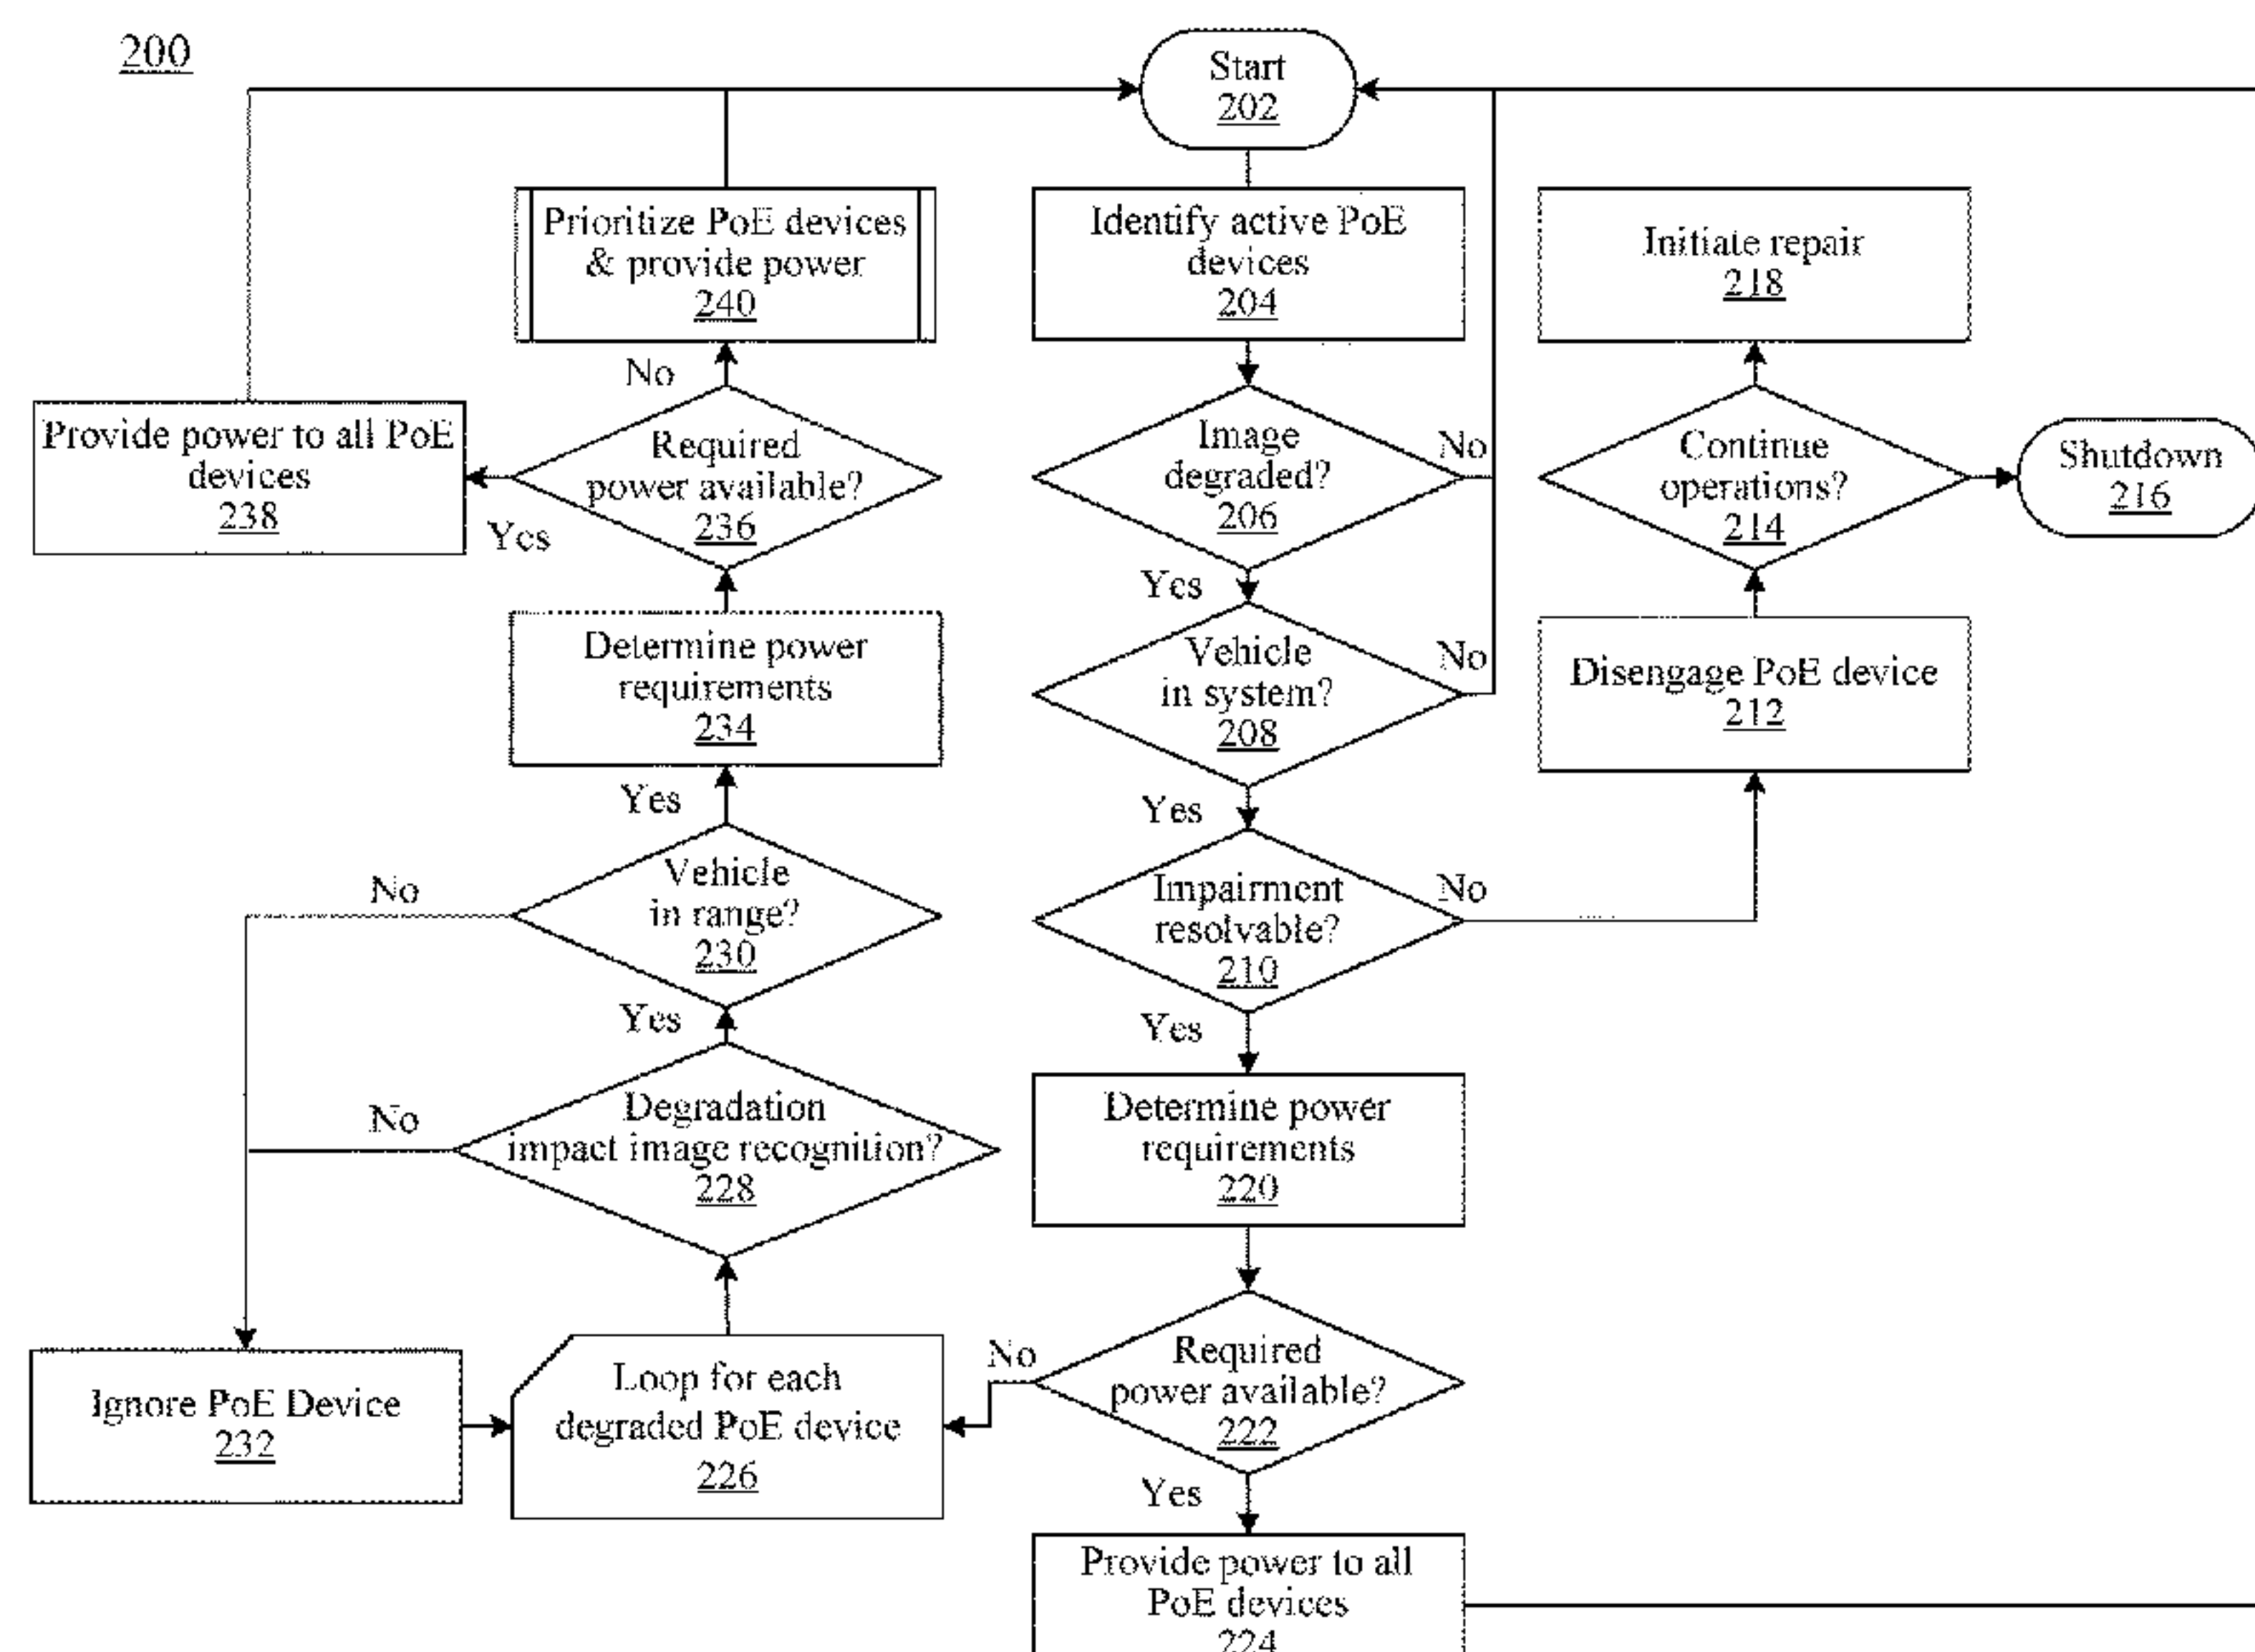 200
Start
202
Prioritize PoE devices
& provide power
240
Identify active PoE
devices
204
Initiate repair
218
No
Provide power to all PoE
devices
238
Yes
Required
power available?
236
Image
degraded?
206
No
Continue
operations?
214
Shutdown
216
Yes
Determine power
requirements
234
Vehicle
in system?
208
No
Disengage PoE device
212
Yes
Yes
No
Vehicle
in range?
230
Impairment
resolvable?
210
No
Yes
Yes
No
Degradation
impact image recognition?
228
Determine power
requirements
220
Ignore PoE Device
232
Loop for each
degraded PoE device
226
No
Required
power available?
222
Yes
Provide power to all
PoE devices
224